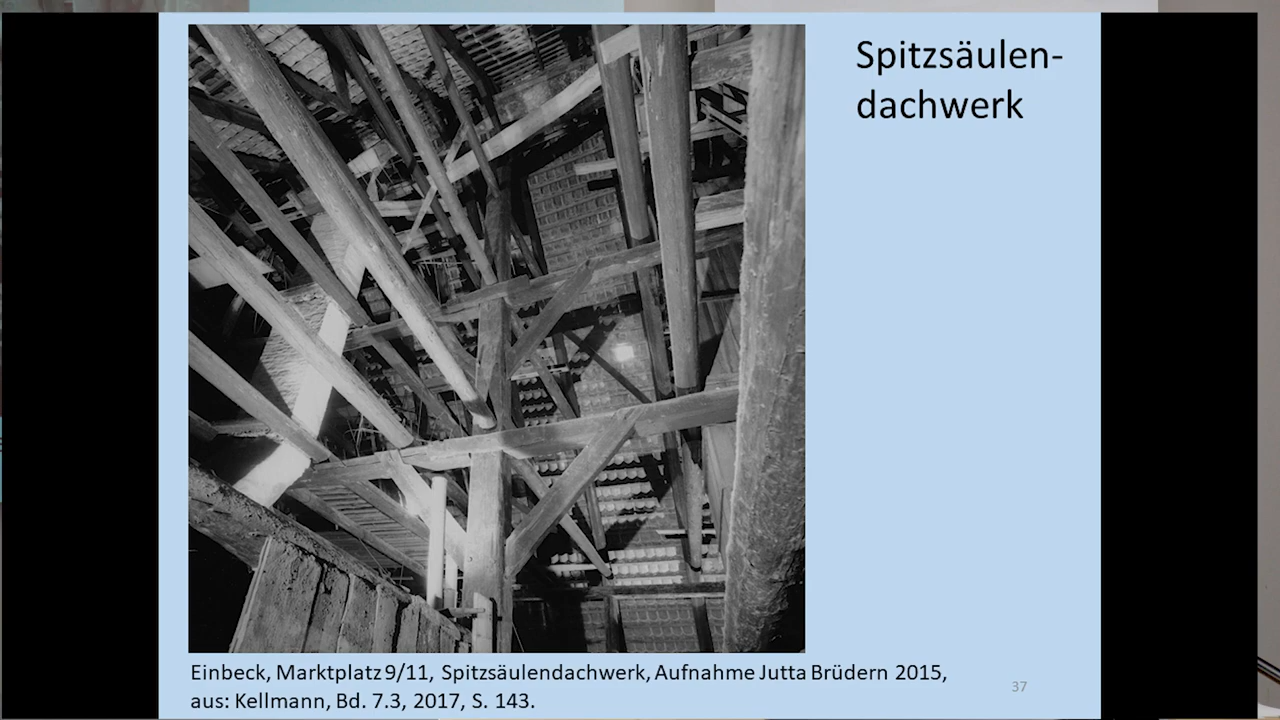 Spitzsäulen-
dachwerk
Einbeck, Marktplatz 9/11, Spitzsäulendachwerk, Aufnahme Jutta Brüdern 2015,
aus: Kellmann, Bd. 7.3, 2017, S. 143.
37